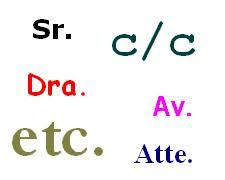 Sr.
c/c
Dra.
Av.
etc.
Atte.